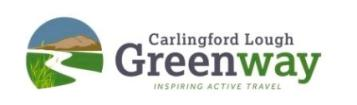 Carlingford Lough
Greenway
INSPIRING ACTIVE TRAVEL